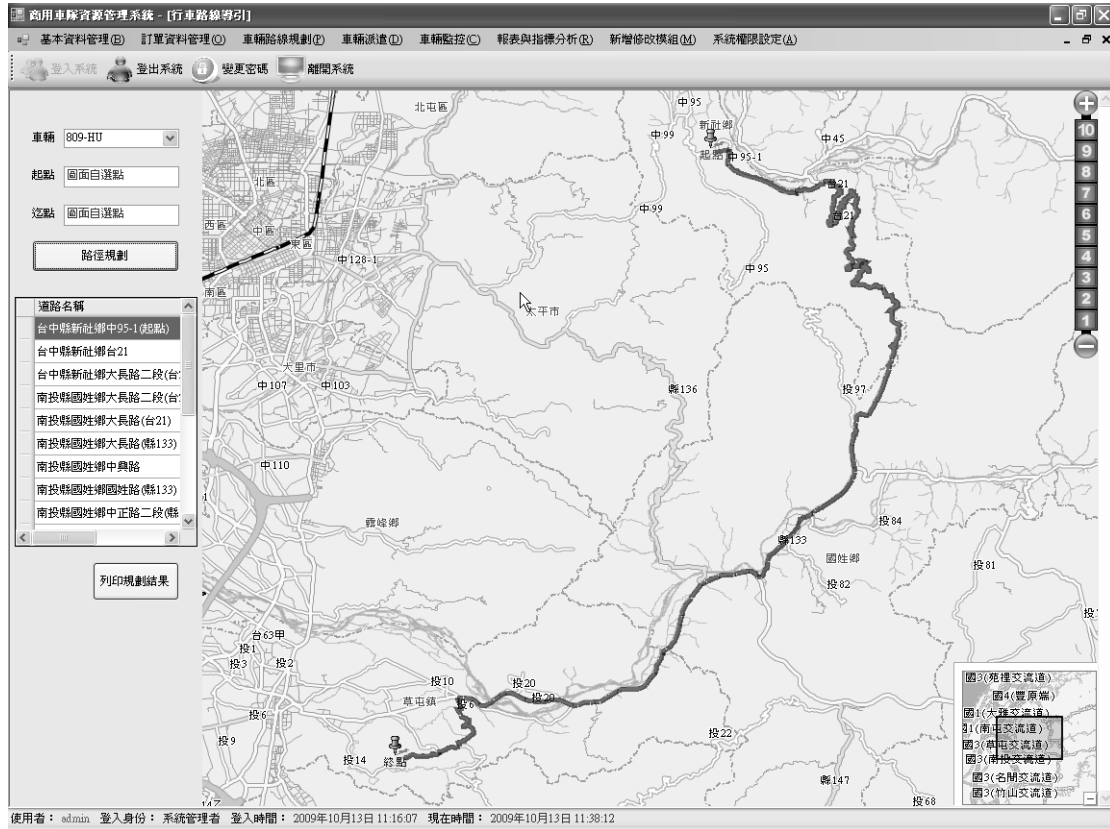 商用車隊資源管理系統 - [行車路線導引]
基本資料管理(B) 訂單資料管理(O) 車輛路線規劃(P) 車輛派遣(D) 車輛監控(C) 報表與指標分析(R) 新增修改模組(M) 系統權限設定(A)
登入系統 登出系統 變更密碼 離開系統
車輛 809-HU
起點 圖面自選點
迄點 圖面自選點
路徑規劃
道路名稱
台中縣新社鄉中95-1(起點)
台中縣新社鄉台21
台中縣新社鄉大長路二段(台
南投縣國姓鄉大長路二段(台
南投縣國姓鄉大長路(台21)
南投縣國姓鄉大長路(縣133)
南投縣國姓鄉中興路
南投縣國姓鄉國姓路(縣133)
南投縣國姓鄉中正路二段(縣
列印規劃結果
北屯區
中95
新社鄉
中99
中45
起點
中95-1
台21
北區
台21
中99
西區
中區
東區
中128-1
中95
南區
太平市
大里市
中107
中103
縣136
投97
中110
霧峰鄉
投84
縣133
國姓鄉
投81
投82
台63甲
投1
投3
投2
投10
投20
草屯鎮
投6
投20
投6
投9
投14
終點
投22
縣147
投68
14乙
10
9
8
7
6
5
4
3
2
1
國3(苑裡交流道)
國4(豐原端)
國1(大雅交流道)
國1(南屯交流道)
國3(草屯交流道)
國3(南投交流道)
國3(名間交流道)
國3(竹山交流道)
使用者： admin 登入身份： 系統管理者 登入時間： 2009年10月13日 11:16:07 現在時間： 2009年10月13日 11:38:12